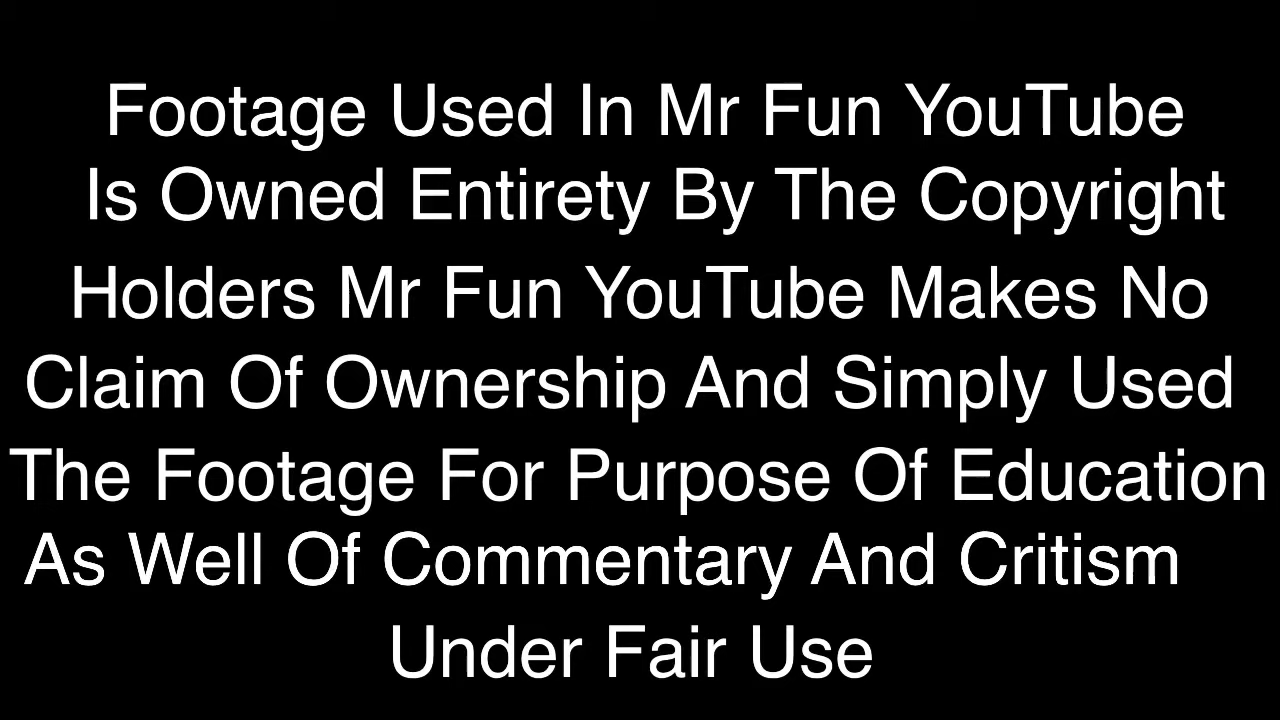 Footage Used In Mr Fun YouTube
Is Owned Entirety By The Copyright
Holders Mr Fun YouTube Makes No
Claim Of Ownership And Simply Used
The Footage For Purpose Of Education
As Well Of Commentary And Critism
Under Fair Use